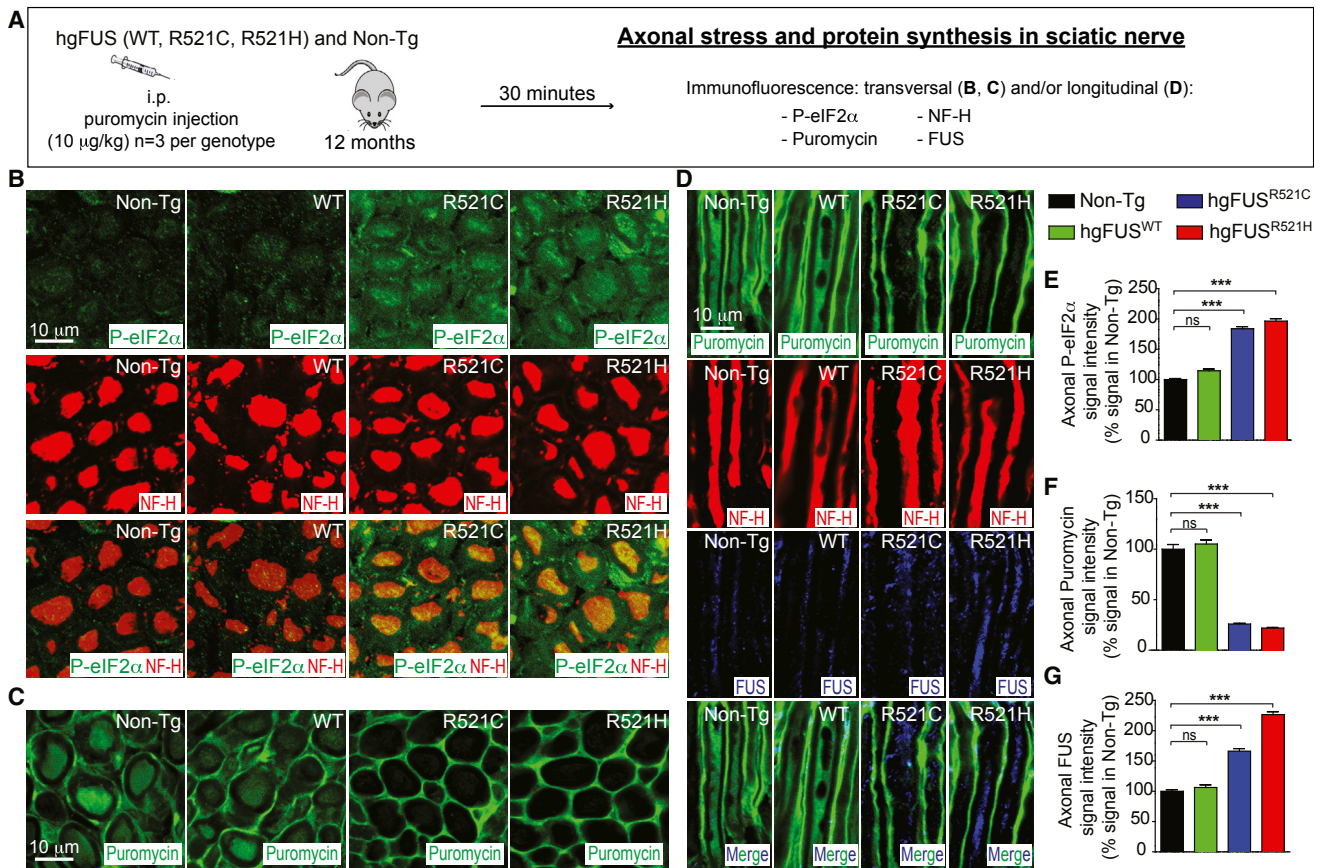 A
hgFUS (WT, R521C, R521H) and Non-Tg
i.p.
puromycin injection
(10 μg/kg) n=3 per genotype
12 months
30 minutes
Axonal stress and protein synthesis in sciatic nerve
Immunofluorescence: transversal (B, C) and/or longitudinal (D):
- P-eIF2α - NF-H
- Puromycin - FUS
B
Non-Tg WT R521C R521H
10 μm
P-eIF2α P-eIF2α P-eIF2α P-eIF2α
Non-Tg WT R521C R521H
NF-H NF-H NF-H NF-H
Non-Tg WT R521C R521H
P-eIF2α NF-H P-eIF2α NF-H P-eIF2α NF-H P-eIF2α NF-H
C
Non-Tg WT R521C R521H
10 μm
Puromycin Puromycin Puromycin Puromycin
D
Non-Tg WT R521C R521H
10 μm
Puromycin Puromycin Puromycin Puromycin
Non-Tg WT R521C R521H
NF-H NF-H NF-H NF-H
Non-Tg WT R521C R521H
FUS FUS FUS FUS
Non-Tg WT R521C R521H
Merge Merge Merge Merge
Non-Tg hgFUSR521C
hgFUSWT hgFUSR521H
E
Axonal P-eIF2α
signal intensity
(% signal in Non-Tg)
250
200
150
100
50
0
***
***
ns
F
Axonal Puromycin
signal intensity
(% signal in Non-Tg)
150
100
50
0
***
***
ns
G
Axonal FUS
signal intensity
(% signal in Non-Tg)
250
200
150
100
50
0
***
***
ns